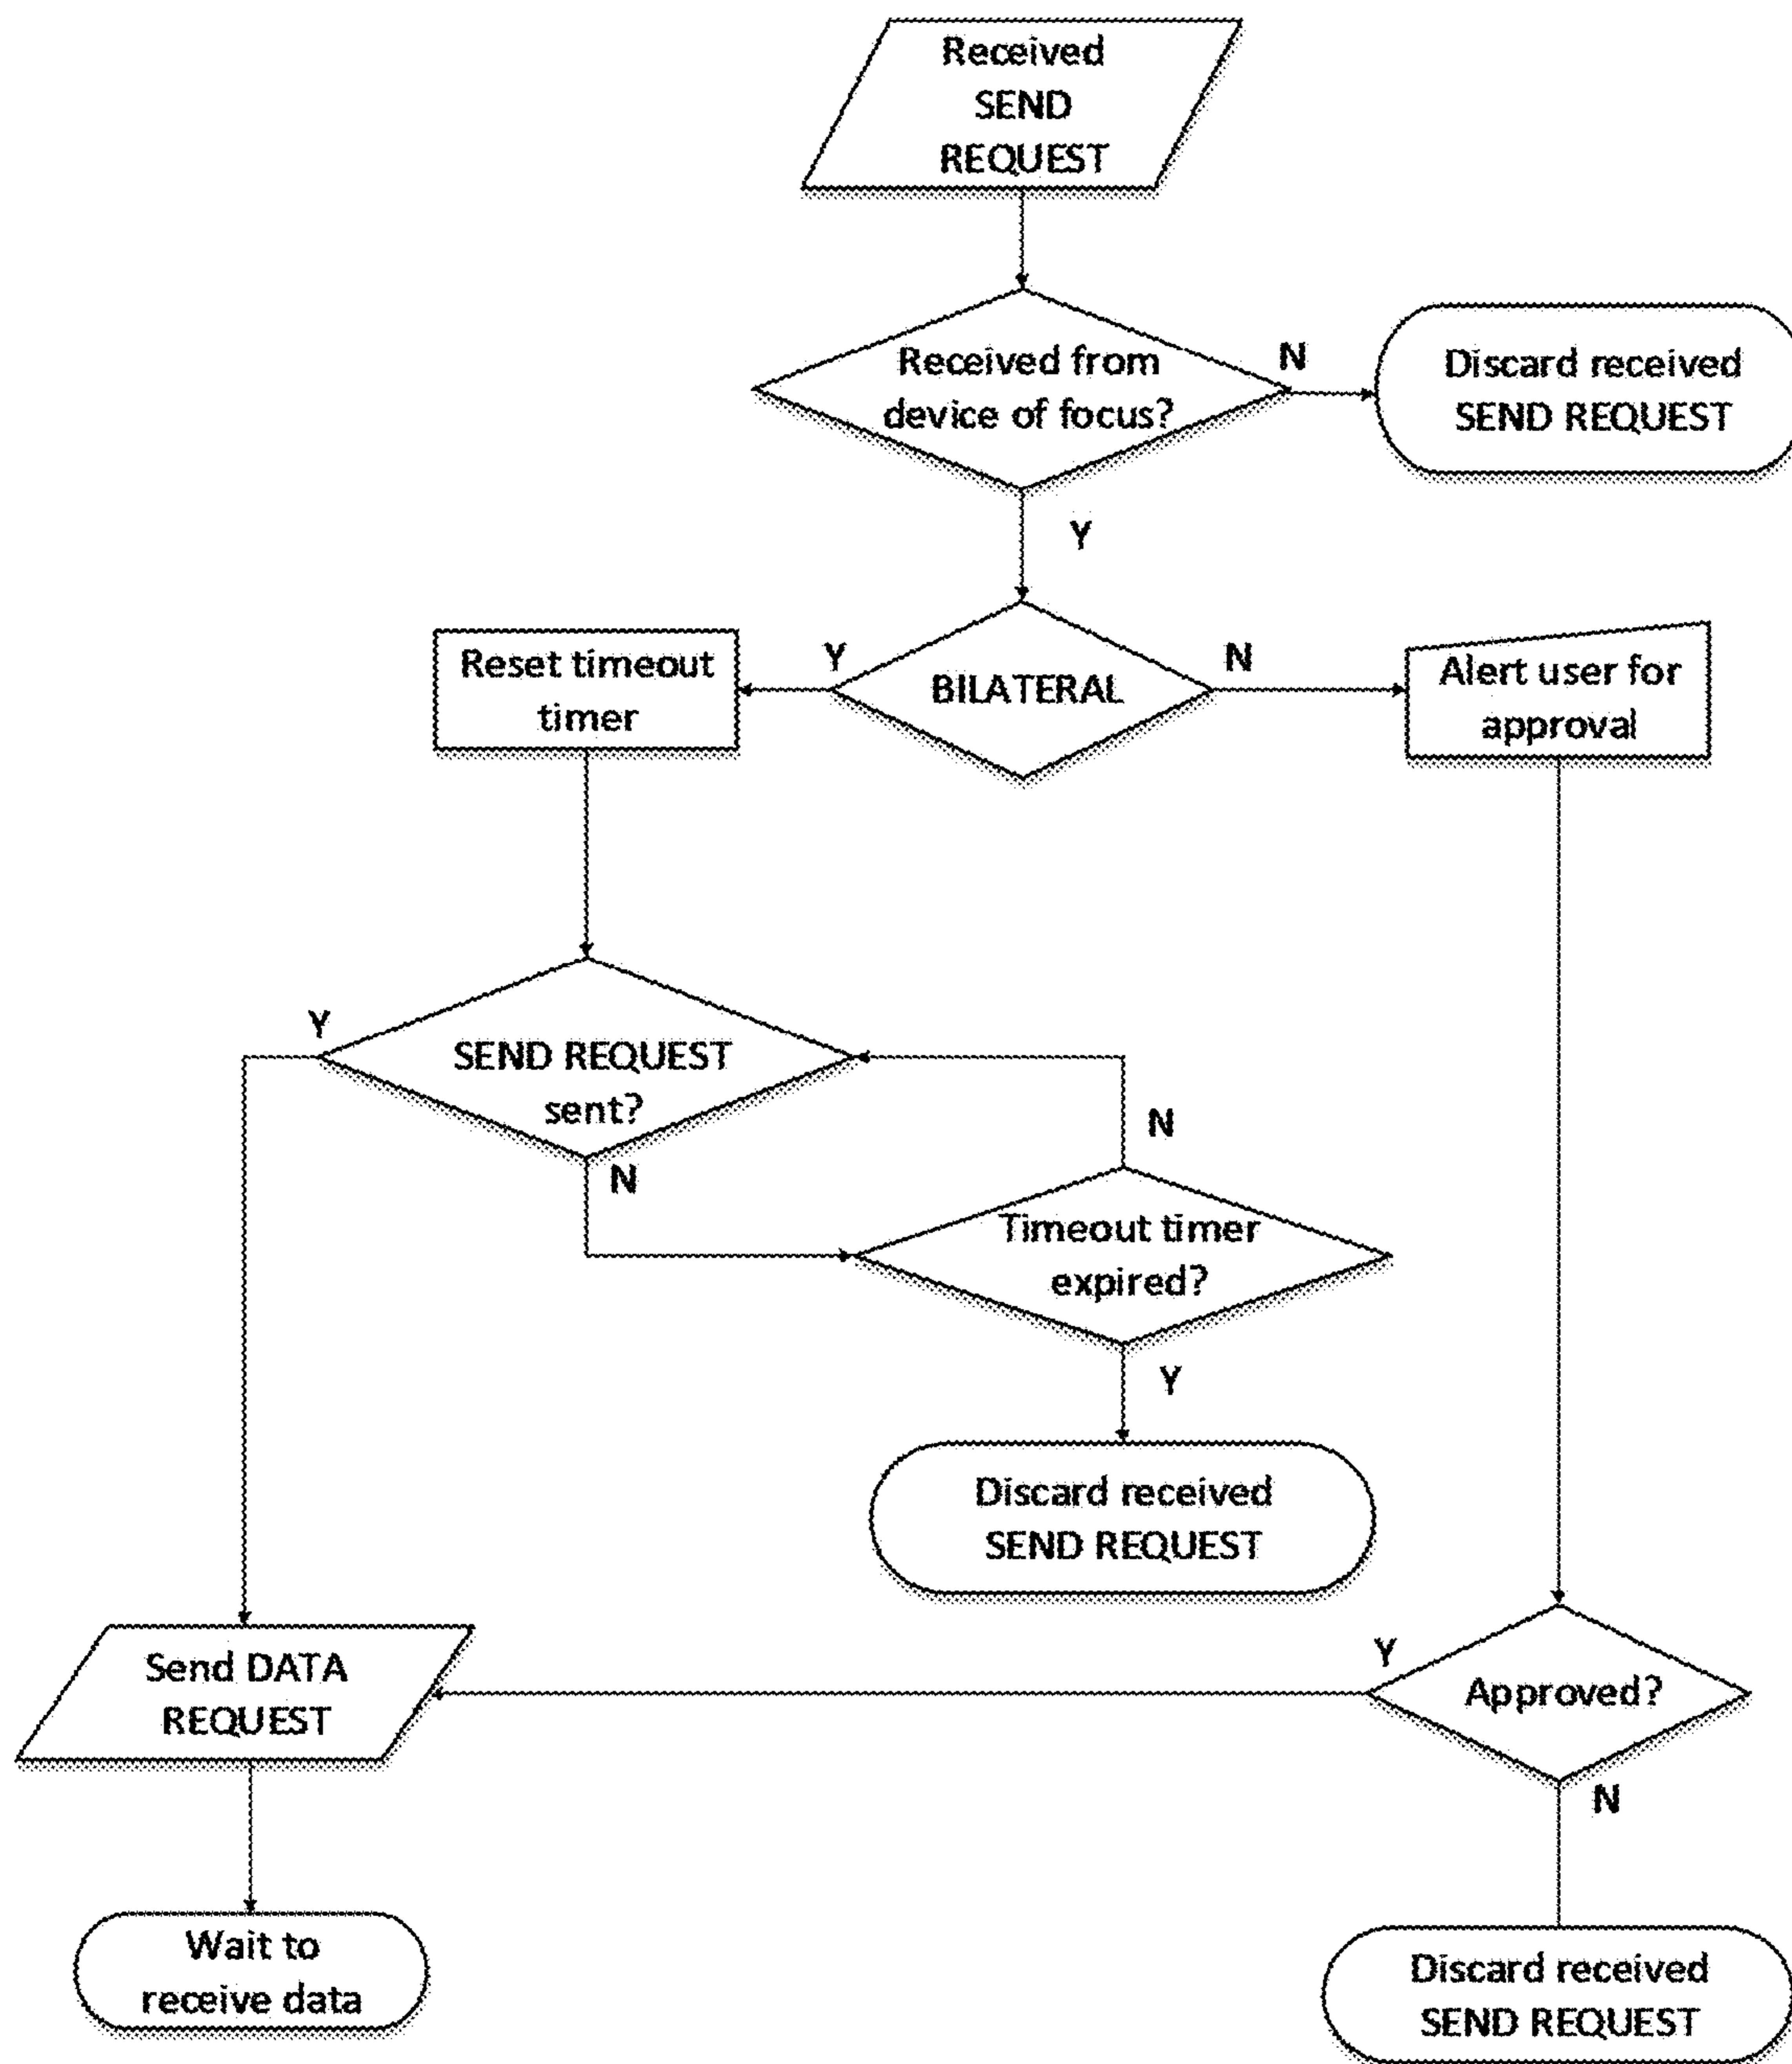 Received
SEND
REQUEST
Received from
device of focus?
N
Discard received
SEND REQUEST
Y
Reset timeout
timer
Y
BILATERAL
N
Alert user for
approval
Y
SEND REQUEST
sent?
N
N
Timeout timer
expired?
Y
Discard received
SEND REQUEST
Send DATA
REQUEST
Y
Approved?
N
Wait to
receive data
Discard received
SEND REQUEST